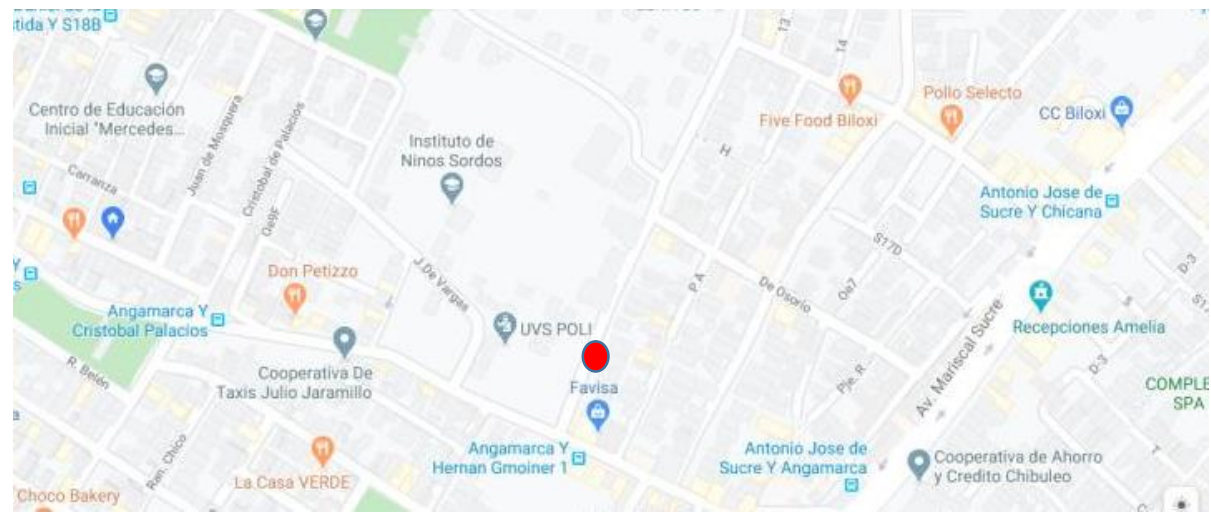 tida Y S18B
Centro de Educación
Inicial "Mercedes...
Juan de Mosquera
Cristobal de Palacios
Carranza
Oe9F
Instituto de
Ninos Sordos
13
14
H
Five Food Biloxi
Pollo Selecto
CC Biloxi
Antonio Jose de
Sucre Y Chicana
S17D
D-3
Don Petizzo
J.De Vargas
P.A
De Osorio
Oe7
Angamarca Y
Cristobal Palacios
UVS POLI
Av. Mariscal Sucre
Recepciones Amelia
S
R. Belén
Cooperativa De
Taxis Julio Jaramillo
Favisa
Pje. R...
D-3
COMPLE
SPA
Ram. Chico
La Casa VERDE
Angamarca Y
Hernan Gmoiner 1
Antonio Jose de
Sucre Y Angamarca
Cooperativa de Ahorro
y Credito Chibuleo
Choco Bakery